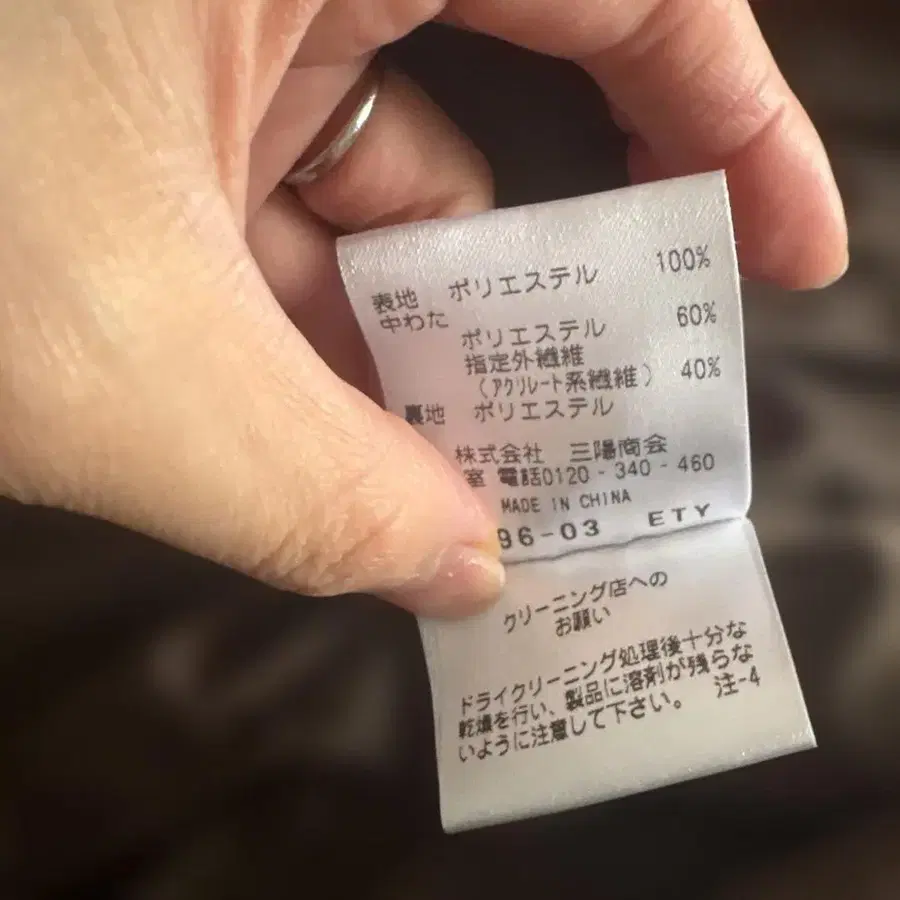 表地 ポリエステル 100%
中わた
ポリエステル 60%
指定外繊維
(アクリレート系繊維) 40%
裏地 ポリエステル
株式会社 三陽商会
室 電話0120-340-460
MADE IN CHINA
96-03 ETY
クリーニング店への
お願い
ドライクリーニング処理後十分な
乾燥を行い、製品に溶剤が残らな
いように注意して下さい。 注-4